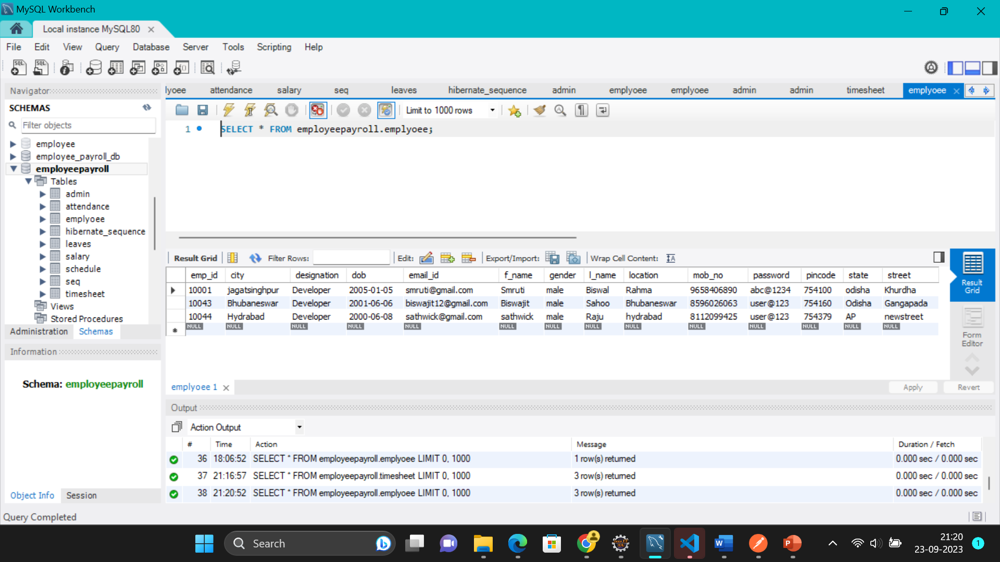 MySQL Workbench
Local instance MySQL80
File Edit View Query Database Server Tools Scripting Help
Navigator
SCHEMAS
Filter objects
employee
employee_payroll_db
employeepayroll
Tables
admin
attendance
emplyoee
hibernate_sequence
leaves
salary
schedule
seq
timesheet
Views
Stored Procedures
Administration Schemas
Information
Schema: employeepayroll
Object Info Session
Query Completed
lyoee attendance salary seq leaves hibernate_sequence admin emplyoee emplyoee admin admin timesheet emplyoee
Limit to 1000 rows
1 SELECT * FROM employeepayroll.emplyoee;
Result Grid Filter Rows: Edit: Export/Import: Wrap Cell Content:
emp_id city designation dob email_id f_name gender l_name location mob_no password pincode state street
10001 jagatsinghpur Developer 2005-01-05 smruti@gmail.com Smruti male Biswal Rahma 9658406890 abc@1234 754100 odisha Khurdha
10043 Bhubaneswar Developer 2001-06-06 biswajit12@gmail.com Biswajit male Sahoo Bhubaneswar 8596026063 user@123 754160 Odisha Gangapada
10044 Hydrabad Developer 2000-06-08 sathwick@gmail.com sathwick male Raju hydrabad 8112099425 user@123 754379 AP newstreet
NULL NULL NULL NULL NULL NULL NULL NULL NULL NULL NULL NULL NULL NULL
Result
Grid
Form
Editor
emplyoee 1
Apply Revert
Output
Action Output
# Time Action Message Duration / Fetch
36 18:06:52 SELECT * FROM employeepayroll.emplyoee LIMIT 0, 1000 1 row(s) returned 0.000 sec / 0.000 sec
37 21:16:57 SELECT * FROM employeepayroll.timesheet LIMIT 0, 1000 3 row(s) returned 0.000 sec / 0.000 sec
38 21:20:52 SELECT * FROM employeepayroll.emplyoee LIMIT 0, 1000 3 row(s) returned 0.000 sec / 0.000 sec
Search
21:20
23-09-2023
1